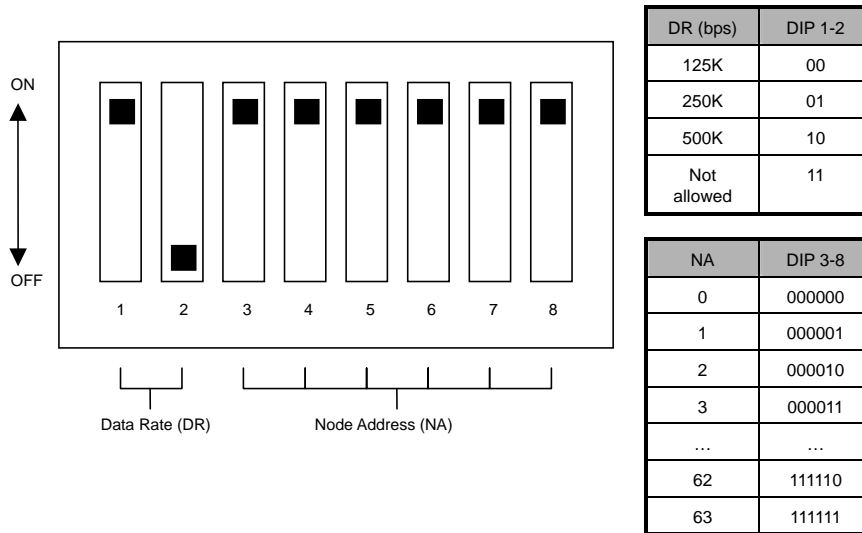 ON
OFF
1 2 3 4 5 6 7 8
Data Rate (DR) Node Address (NA)
DR (bps) DIP 1-2
125K 00
250K 01
500K 10
Not allowed 11
NA DIP 3-8
0 000000
1 000001
2 000010
3 000011
… …
62 111110
63 111111